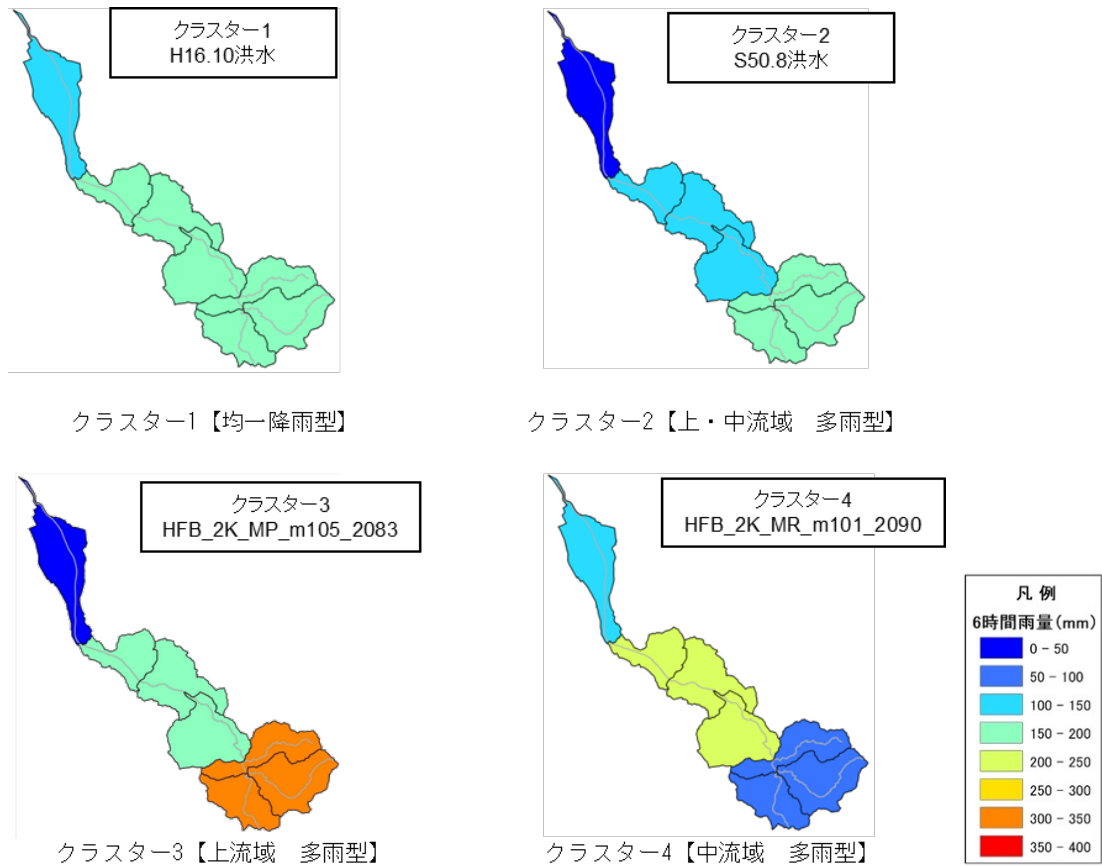 クラスター1
H16.10洪水
クラスター2
S50.8洪水
クラスター1【均一降雨型】
クラスター2【上・中流域 多雨型】
クラスター3
HFB_2K_MP_m105_2083
クラスター4
HFB_2K_MR_m101_2090
凡例
6時間雨量(mm)
0 - 50
50 - 100
100 - 150
150 - 200
200 - 250
250 - 300
300 - 350
350 - 400
クラスター3【上流域 多雨型】
クラスター4【中流域 多雨型】